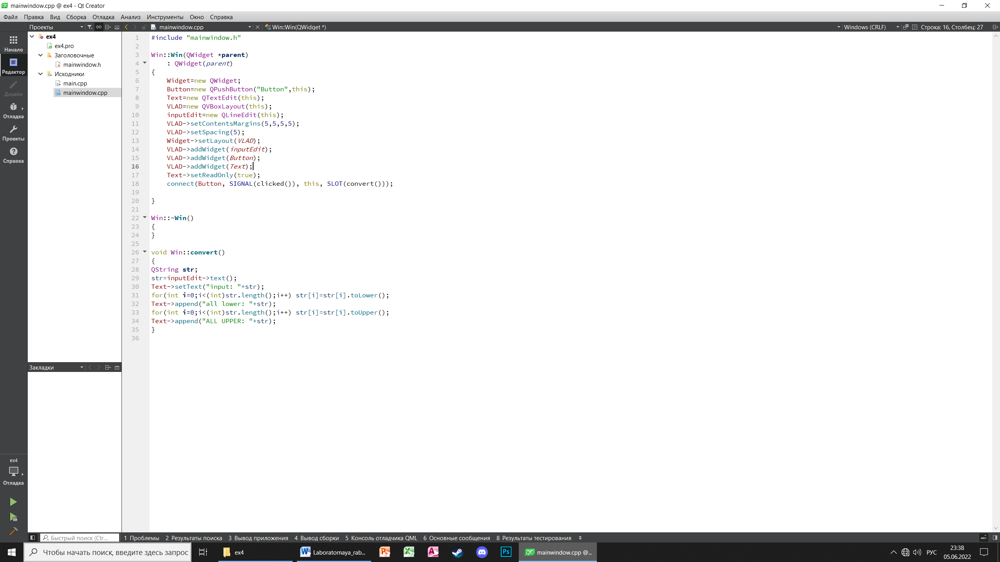 mainwindow.cpp @ ex4 - Qt Creator
Файл Правка Вид Сборка Отладка Анализ Инструменты Окно Справка
Проекты mainwindow.cpp Win::Win(QWidget *) Windows (CRLF) Строка: 16, Столбец: 27
Начало
Редактор
Дизайн
Отладка
Проекты
Справка
ex4
ex4.pro
Заголовочные
mainwindow.h
Исходники
main.cpp
mainwindow.cpp
1 #include "mainwindow.h"
2
3 Win::Win(QWidget *parent)
4     : QWidget(parent)
5 {
6     Widget=new QWidget;
7     Button=new QPushButton("Button",this);
8     Text=new QTextEdit(this);
9     VLAD=new QVBoxLayout(this);
10     inputEdit=new QLineEdit(this);
11     VLAD->setContentsMargins(5,5,5,5);
12     VLAD->setSpacing(5);
13     Widget->setLayout(VLAD);
14     VLAD->addWidget(inputEdit);
15     VLAD->addWidget(Button);
16     VLAD->addWidget(Text);
17     Text->setReadOnly(true);
18     connect(Button, SIGNAL(clicked()), this, SLOT(convert()));
19
20 }
21
22 Win::~Win()
23 {
24 }
25
26 void Win::convert()
27 {
28 QString str;
29 str=inputEdit->text();
30 Text->setText("input: "+str);
31 for(int i=0;i<(int)str.length();i++) str[i]=str[i].toLower();
32 Text->append("all lower: "+str);
33 for(int i=0;i<(int)str.length();i++) str[i]=str[i].toUpper();
34 Text->append("ALL UPPER: "+str);
35 }
36
Закладки
ex4
Отладка
Быстрый поиск (Ctr... 1 Проблемы 2 Результаты поиска 3 Вывод приложения 4 Вывод сборки 5 Консоль отладчика QML 6 Основные сообщения 8 Результаты тестирования
Чтобы начать поиск, введите здесь запрос ex4 Laboratornaya_rab... Ps QC mainwindow.cpp @... РУС 23:38
05.06.2022